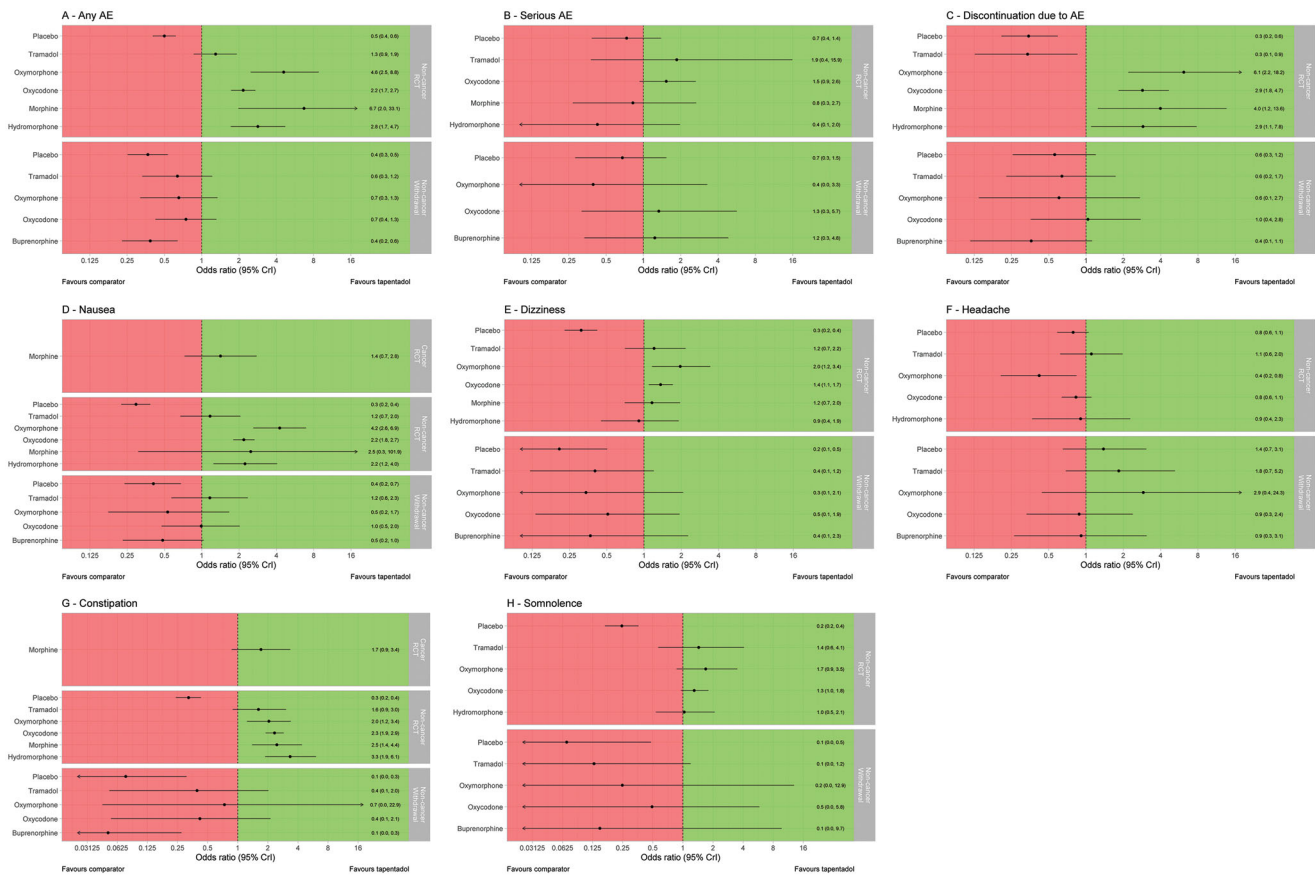 A - Any AE
Placebo 0.5 (0.4, 0.6)
Tramadol 1.3 (0.9, 1.9)
Oxymorphone 4.6 (2.5, 8.8)
Oxycodone 2.2 (1.7, 2.7)
Morphine 6.7 (2.0, 33.1)
Hydromorphone 2.8 (1.7, 4.7)
Non-cancer
RCT
Placebo 0.4 (0.3, 0.5)
Tramadol 0.6 (0.3, 1.2)
Oxymorphone 0.7 (0.3, 1.3)
Oxycodone 0.7 (0.4, 1.3)
Buprenorphine 0.4 (0.2, 0.6)
Non-cancer
Withdrawal
0.125 0.25 0.5 1 2 4 8 16
Odds ratio (95% CrI)
Favours comparator Favours tapentadol
B - Serious AE
Placebo 0.7 (0.4, 1.4)
Tramadol 1.9 (0.4, 15.9)
Oxycodone 1.5 (0.9, 2.6)
Morphine 0.8 (0.3, 2.7)
Hydromorphone 0.4 (0.1, 2.0)
Non-cancer
RCT
Placebo 0.7 (0.3, 1.5)
Oxymorphone 0.4 (0.0, 3.3)
Oxycodone 1.3 (0.3, 5.7)
Buprenorphine 1.2 (0.3, 4.8)
Non-cancer
Withdrawal
0.125 0.25 0.5 1 2 4 8 16
Odds ratio (95% CrI)
Favours comparator Favours tapentadol
C - Discontinuation due to AE
Placebo 0.3 (0.2, 0.6)
Tramadol 0.3 (0.1, 0.9)
Oxymorphone 6.1 (2.2, 18.2)
Oxycodone 2.9 (1.8, 4.7)
Morphine 4.0 (1.2, 13.6)
Hydromorphone 2.9 (1.1, 7.8)
Non-cancer
RCT
Placebo 0.6 (0.3, 1.2)
Tramadol 0.6 (0.2, 1.7)
Oxymorphone 0.6 (0.1, 2.7)
Oxycodone 1.0 (0.4, 2.8)
Buprenorphine 0.4 (0.1, 1.1)
Non-cancer
Withdrawal
0.125 0.25 0.5 1 2 4 8 16
Odds ratio (95% CrI)
Favours comparator Favours tapentadol
D - Nausea
Morphine 1.4 (0.7, 2.8)
Cancer
RCT
Placebo 0.3 (0.2, 0.4)
Tramadol 1.2 (0.7, 2.0)
Oxymorphone 4.2 (2.6, 6.9)
Oxycodone 2.2 (1.8, 2.7)
Morphine 2.5 (0.3, 101.9)
Hydromorphone 2.2 (1.2, 4.0)
Non-cancer
RCT
Placebo 0.4 (0.2, 0.7)
Tramadol 1.2 (0.6, 2.3)
Oxymorphone 0.5 (0.2, 1.7)
Oxycodone 1.0 (0.5, 2.0)
Buprenorphine 0.5 (0.2, 1.0)
Non-cancer
Withdrawal
0.125 0.25 0.5 1 2 4 8 16
Odds ratio (95% CrI)
Favours comparator Favours tapentadol
E - Dizziness
Placebo 0.3 (0.2, 0.4)
Tramadol 1.2 (0.7, 2.2)
Oxymorphone 2.0 (1.2, 3.4)
Oxycodone 1.4 (1.1, 1.7)
Morphine 1.2 (0.7, 2.0)
Hydromorphone 0.9 (0.4, 1.9)
Non-cancer
RCT
Placebo 0.2 (0.1, 0.5)
Tramadol 0.4 (0.1, 1.2)
Oxymorphone 0.3 (0.1, 2.1)
Oxycodone 0.5 (0.1, 1.9)
Buprenorphine 0.4 (0.1, 2.3)
Non-cancer
Withdrawal
0.125 0.25 0.5 1 2 4 8 16
Odds ratio (95% CrI)
Favours comparator Favours tapentadol
F - Headache
Placebo 0.8 (0.6, 1.1)
Tramadol 1.1 (0.6, 2.0)
Oxymorphone 0.4 (0.2, 0.8)
Oxycodone 0.8 (0.6, 1.1)
Hydromorphone 0.9 (0.4, 2.3)
Non-cancer
RCT
Placebo 1.4 (0.7, 3.1)
Tramadol 1.8 (0.7, 5.2)
Oxymorphone 2.9 (0.4, 24.3)
Oxycodone 0.9 (0.3, 2.4)
Buprenorphine 0.9 (0.3, 3.1)
Non-cancer
Withdrawal
0.125 0.25 0.5 1 2 4 8 16
Odds ratio (95% CrI)
Favours comparator Favours tapentadol
G - Constipation
Morphine 1.7 (0.9, 3.4)
Cancer
RCT
Placebo 0.3 (0.2, 0.4)
Tramadol 1.6 (0.9, 3.0)
Oxymorphone 2.0 (1.2, 3.4)
Oxycodone 2.3 (1.9, 2.9)
Morphine 2.5 (1.4, 4.4)
Hydromorphone 3.3 (1.9, 6.1)
Non-cancer
RCT
Placebo 0.1 (0.0, 0.3)
Tramadol 0.4 (0.1, 2.0)
Oxymorphone 0.7 (0.0, 22.9)
Oxycodone 0.4 (0.1, 2.1)
Buprenorphine 0.1 (0.0, 0.3)
Non-cancer
Withdrawal
0.03125 0.0625 0.125 0.25 0.5 1 2 4 8 16
Odds ratio (95% CrI)
Favours comparator Favours tapentadol
H - Somnolence
Placebo 0.2 (0.2, 0.4)
Tramadol 1.4 (0.6, 4.1)
Oxymorphone 1.7 (0.9, 3.5)
Oxycodone 1.3 (1.0, 1.8)
Hydromorphone 1.0 (0.5, 2.1)
Non-cancer
RCT
Placebo 0.1 (0.0, 0.5)
Tramadol 0.1 (0.0, 1.2)
Oxymorphone 0.2 (0.0, 12.9)
Oxycodone 0.5 (0.0, 5.8)
Buprenorphine 0.1 (0.0, 9.7)
Non-cancer
Withdrawal
0.03125 0.0625 0.125 0.25 0.5 1 2 4 8 16
Odds ratio (95% CrI)
Favours comparator Favours tapentadol